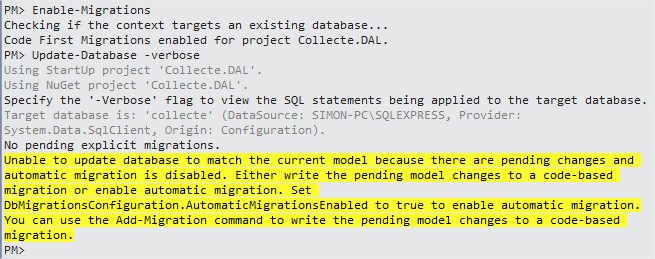 PM> Enable-Migrations
Checking if the context targets an existing database...
Code First Migrations enabled for project Collecte.DAL.
PM> Update-Database -verbose
Using StartUp project 'Collecte.DAL'.
Using NuGet project 'Collecte.DAL'.
Specify the '-Verbose' flag to view the SQL statements being applied to the target database.
Target database is: 'collecte' (DataSource: SIMON-PC\SQLEXPRESS, Provider:
System.Data.SqlClient, Origin: Configuration).
No pending explicit migrations.
Unable to update database to match the current model because there are pending changes and
automatic migration is disabled. Either write the pending model changes to a code-based
migration or enable automatic migration. Set
DbMigrationsConfiguration.AutomaticMigrationsEnabled to true to enable automatic migration.
You can use the Add-Migration command to write the pending model changes to a code-based
migration.
PM>